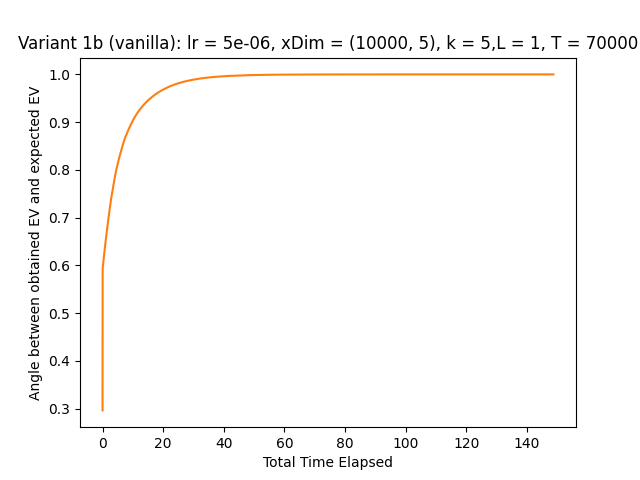 Variant 1b (vanilla): lr = 5e-06, xDim = (10000, 5), k = 5,L = 1, T = 70000
Angle between obtained EV and expected EV
1.0
0.9
0.8
0.7
0.6
0.5
0.4
0.3
0 20 40 60 80 100 120 140
Total Time Elapsed